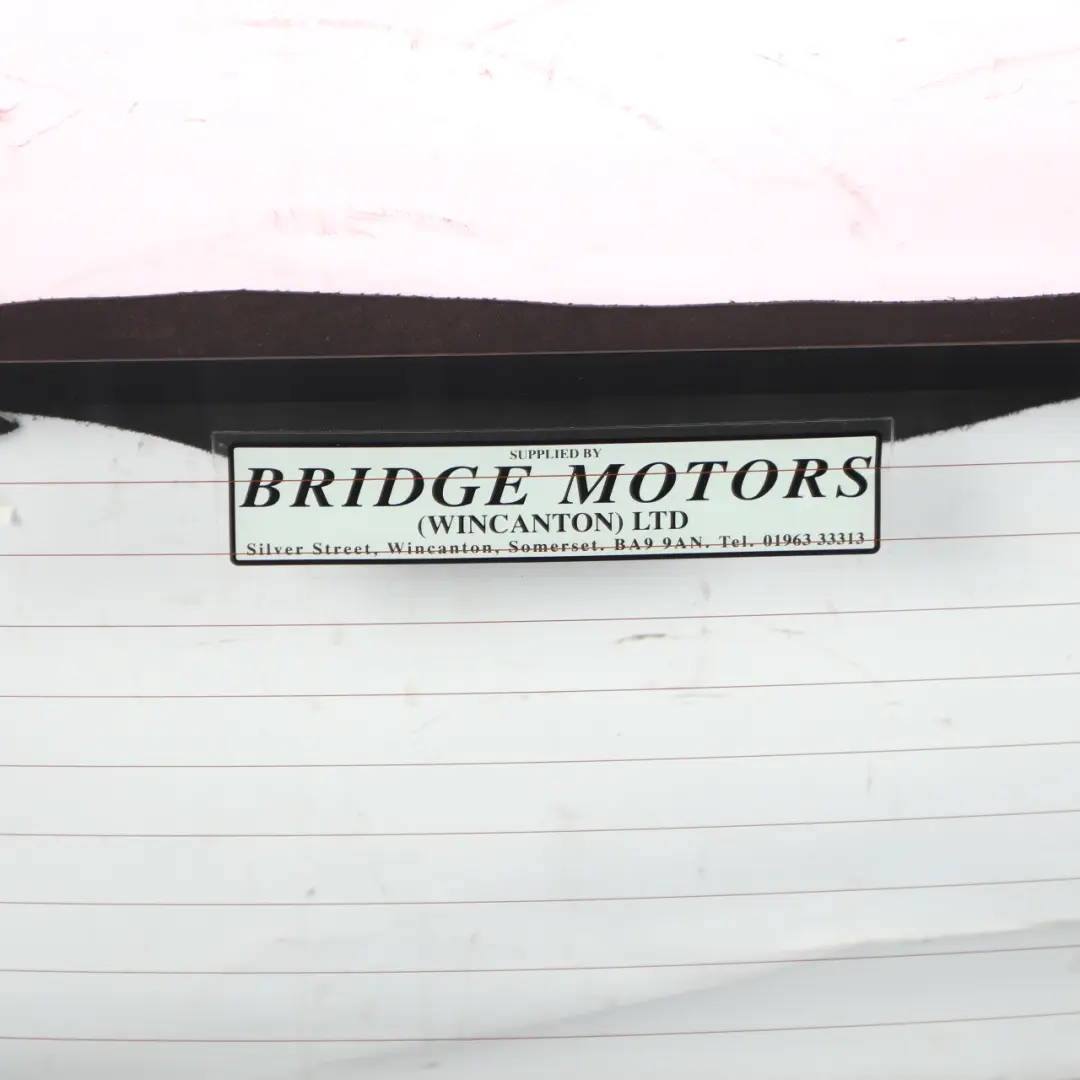 SUPPLIED BY
BRIDGE MOTORS
(WINCANTON) LTD
Silver Street, Wincanton, Somerset. BA9 9AN. Tel. 01963 33313